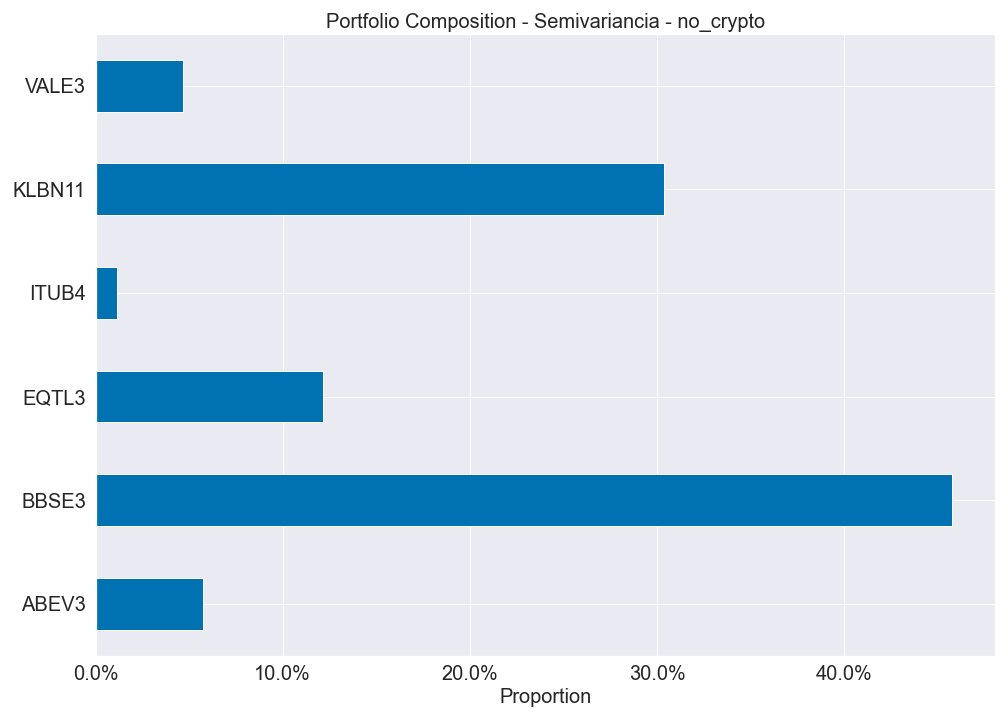 Portfolio Composition - Semivariancia - no_crypto
VALE3
KLBN11
ITUB4
EQTL3
BBSE3
ABEV3
0.0% 10.0% 20.0% 30.0% 40.0%
Proportion